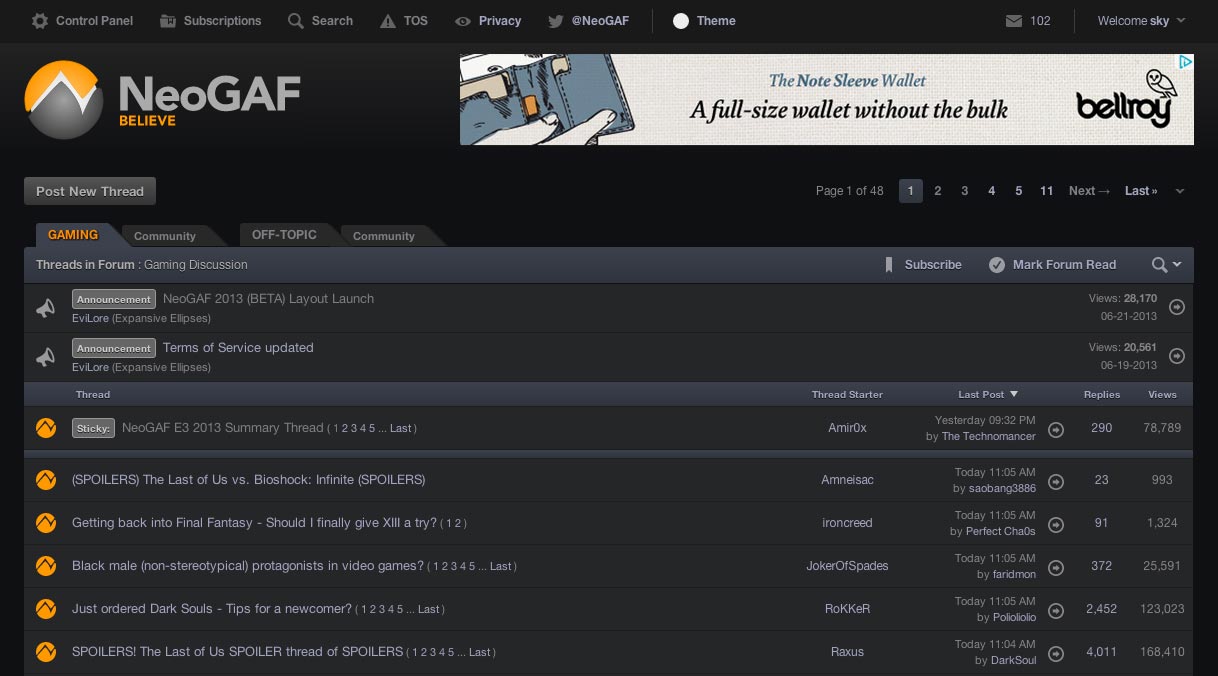 Control Panel Subscriptions Search TOS Privacy @NeoGAF Theme 102 Welcome sky
NeoGAF
BELIEVE
The Note Sleeve Wallet
A full-size wallet without the bulk
bellroy
Post New Thread
Page 1 of 48 1 2 3 4 5 11 Next → Last »
GAMING Community OFF-TOPIC Community
Threads in Forum : Gaming Discussion Subscribe Mark Forum Read
Announcement NeoGAF 2013 (BETA) Layout Launch Views: 28,170
EviLore (Expansive Ellipses) 06-21-2013
Announcement Terms of Service updated Views: 20,561
EviLore (Expansive Ellipses) 06-19-2013
Thread Thread Starter Last Post Replies Views
Sticky: NeoGAF E3 2013 Summary Thread ( 1 2 3 4 5 ... Last ) Amir0x Yesterday 09:32 PM 290 78,789
by The Technomancer
(SPOILERS) The Last of Us vs. Bioshock: Infinite (SPOILERS) Amneisac Today 11:05 AM 23 993
by saobang3886
Getting back into Final Fantasy - Should I finally give XIII a try? ( 1 2 ) ironcreed Today 11:05 AM 91 1,324
by Perfect Cha0s
Black male (non-stereotypical) protagonists in video games? ( 1 2 3 4 5 ... Last ) JokerOfSpades Today 11:05 AM 372 25,591
by faridmon
Just ordered Dark Souls - Tips for a newcomer? ( 1 2 3 4 5 ... Last ) RoKKeR Today 11:05 AM 2,452 123,023
by Polioliolio
SPOILERS! The Last of Us SPOILER thread of SPOILERS ( 1 2 3 4 5 ... Last ) Raxus Today 11:04 AM 4,011 168,410
by DarkSoul